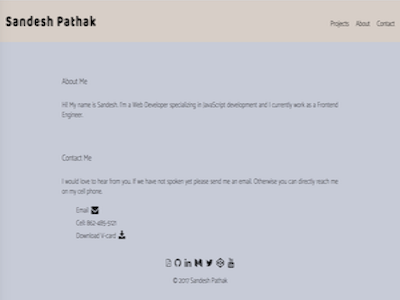 Sandesh Pathak
Projects About Contact
About Me
Hi! My name is Sandesh. I'm a Web Developer specializing in JavaScript development and I currently work as a Frontend
Engineer.
Contact Me
I would love to hear from you. If we have not spoken yet please send me an email. Otherwise you can directly reach me
on my cell phone.
Email
Cell: 862-485-5121
Download V-card
© 2017 Sandesh Pathak